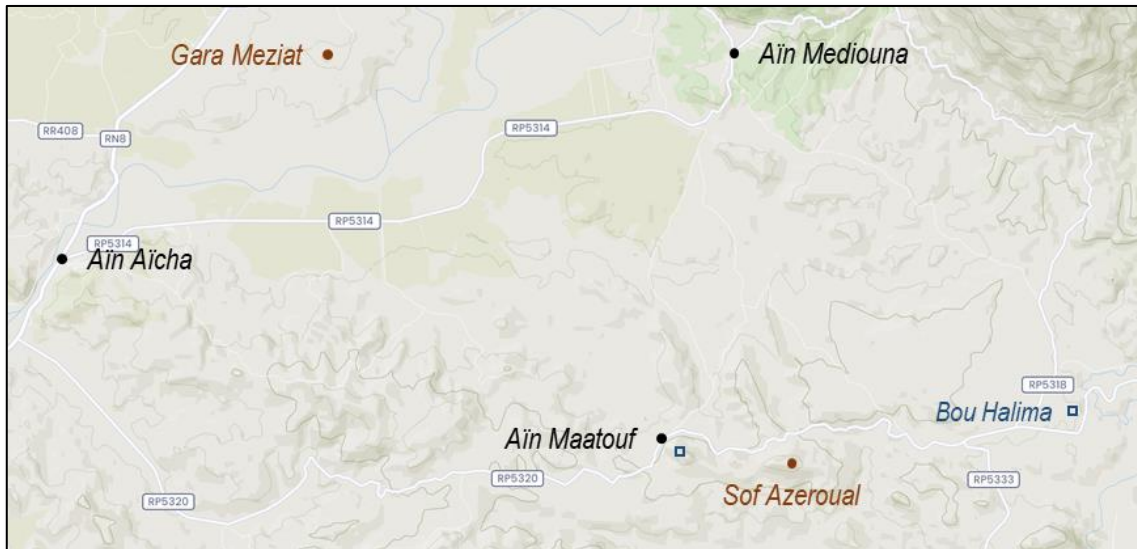 Gara Meziat
Aïn Mediouna
RR408
RN8
RP5314
RP5314
RP5314
Aïn Aïcha
RP5318
Bou Halima
Aïn Maatouf
RP5320
RP5320
RP5333
Sof Azeroual